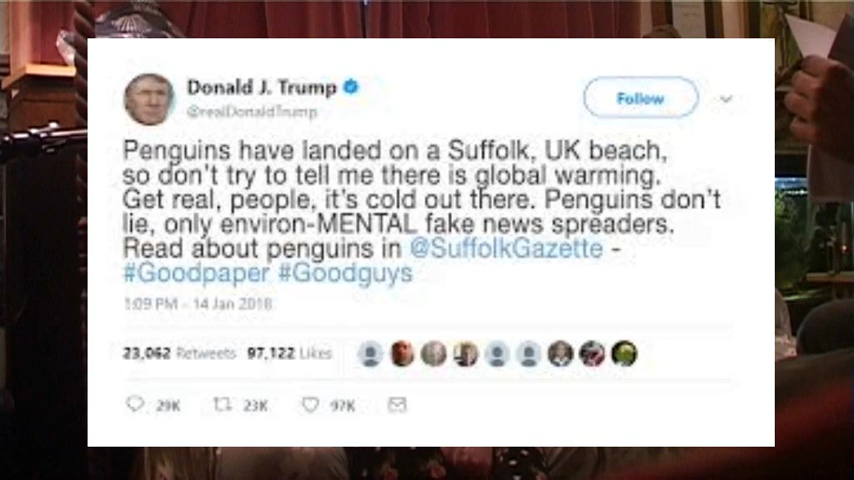 Donald J. Trump
@realDonaldTrump
Follow
Penguins have landed on a Suffolk, UK beach,
so don't try to tell me there is global warming.
Get real, people, it's cold out there. Penguins don't
lie, only environ-MENTAL fake news spreaders.
Read about penguins in @SuffolkGazette -
#Goodpaper #Goodguys
1:09 PM - 14 Jan 2018
23,062 Retweets 97,122 Likes
29K 23K 97K